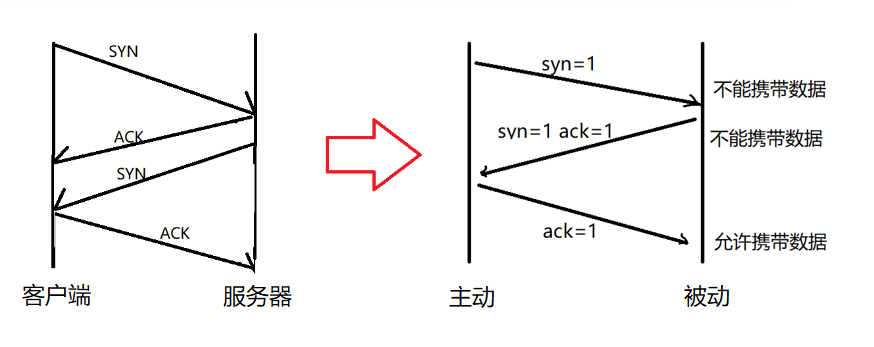 SYN
ACK
SYN
ACK
客户端
服务器
syn=1
不能携带数据
syn=1 ack=1
不能携带数据
ack=1
允许携带数据
主动
被动